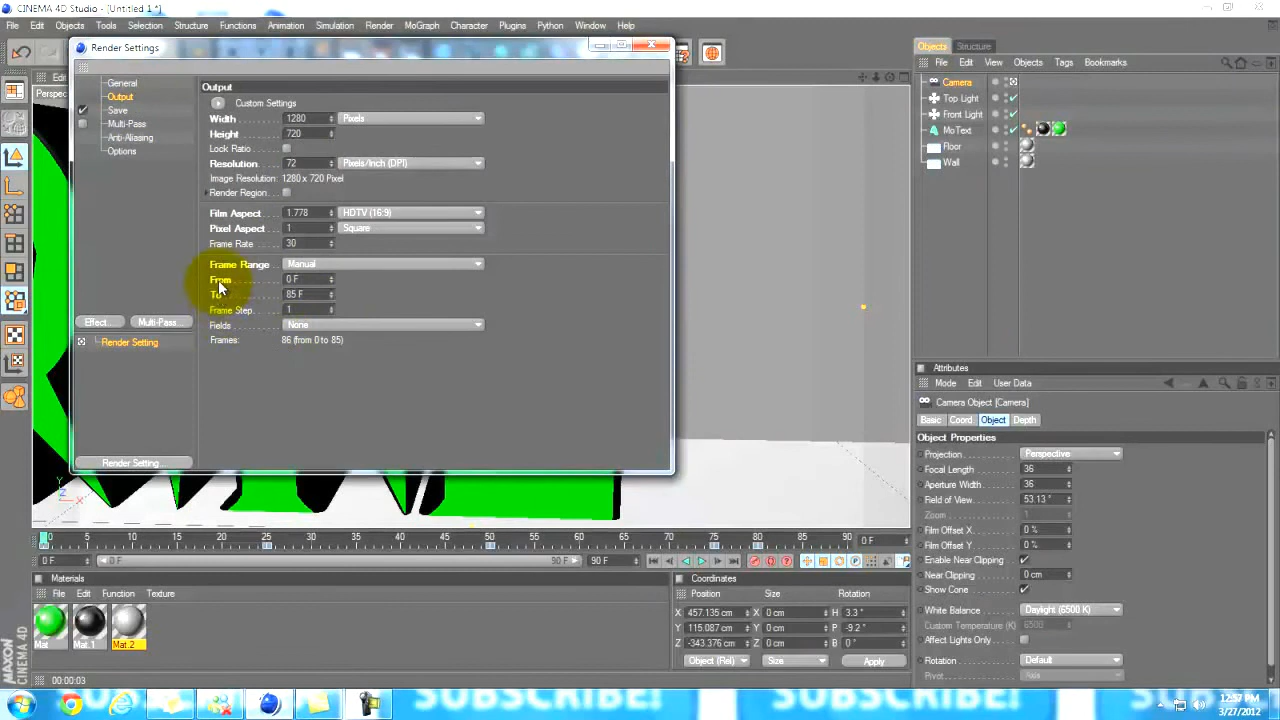 CINEMA 4D Studio - [Untitled 1 *]
File Edit Objects Tools Selection Structure Functions Animation Simulation Render MoGraph Character Plugins Python Window Help
Render Settings
General
Output
Save
Multi-Pass
Anti-Aliasing
Options
Effect...
Multi-Pass...
Render Setting
Render Setting...
Output
Custom Settings
Width 1280 Pixels
Height 720
Lock Ratio
Resolution 72 Pixels/Inch (DPI)
Image Resolution: 1280 x 720 Pixel
Render Region
Film Aspect 1.778 HDTV (16:9)
Pixel Aspect 1 Square
Frame Rate 30
Frame Range Manual
From 0 F
To 85 F
Frame Step 1
Fields None
Frames: 86 (from 0 to 85)
Objects Structure
File Edit View Objects Tags Bookmarks
Camera
Top Light
Front Light
MoText
Floor
Wall
Attributes
Mode Edit User Data
Camera Object [Camera]
Basic Coord. Object Depth
Object Properties
Projection Perspective
Focal Length 36
Aperture Width 36
Field of View 53.13 °
Zoom 1
Film Offset X 0 %
Film Offset Y 0 %
Enable Near Clipping
Near Clipping 0 cm
Show Cone
White Balance Daylight (6500 K)
Custom Temperature (K) 6500
Affect Lights Only
Rotation Default
Pivot Axis
Y
Z X
0 5 10 15 20 25 30 35 40 45 50 55 60 65 70 75 80 85 90 0 F
0 F 0 F 90 F 90 F
Materials
File Edit Function Texture
Mat Mat.1 Mat.2
Coordinates
Position Size Rotation
X 457.135 cm X 0 cm H 3.3 °
Y 115.087 cm Y 0 cm P -9.2 °
Z -343.376 cm Z 0 cm B 0 °
Object (Rel) Size Apply
MAXON
CINEMA 4D
00:00:03
SUBSCRIBE!
12:57 PM
3/27/2012